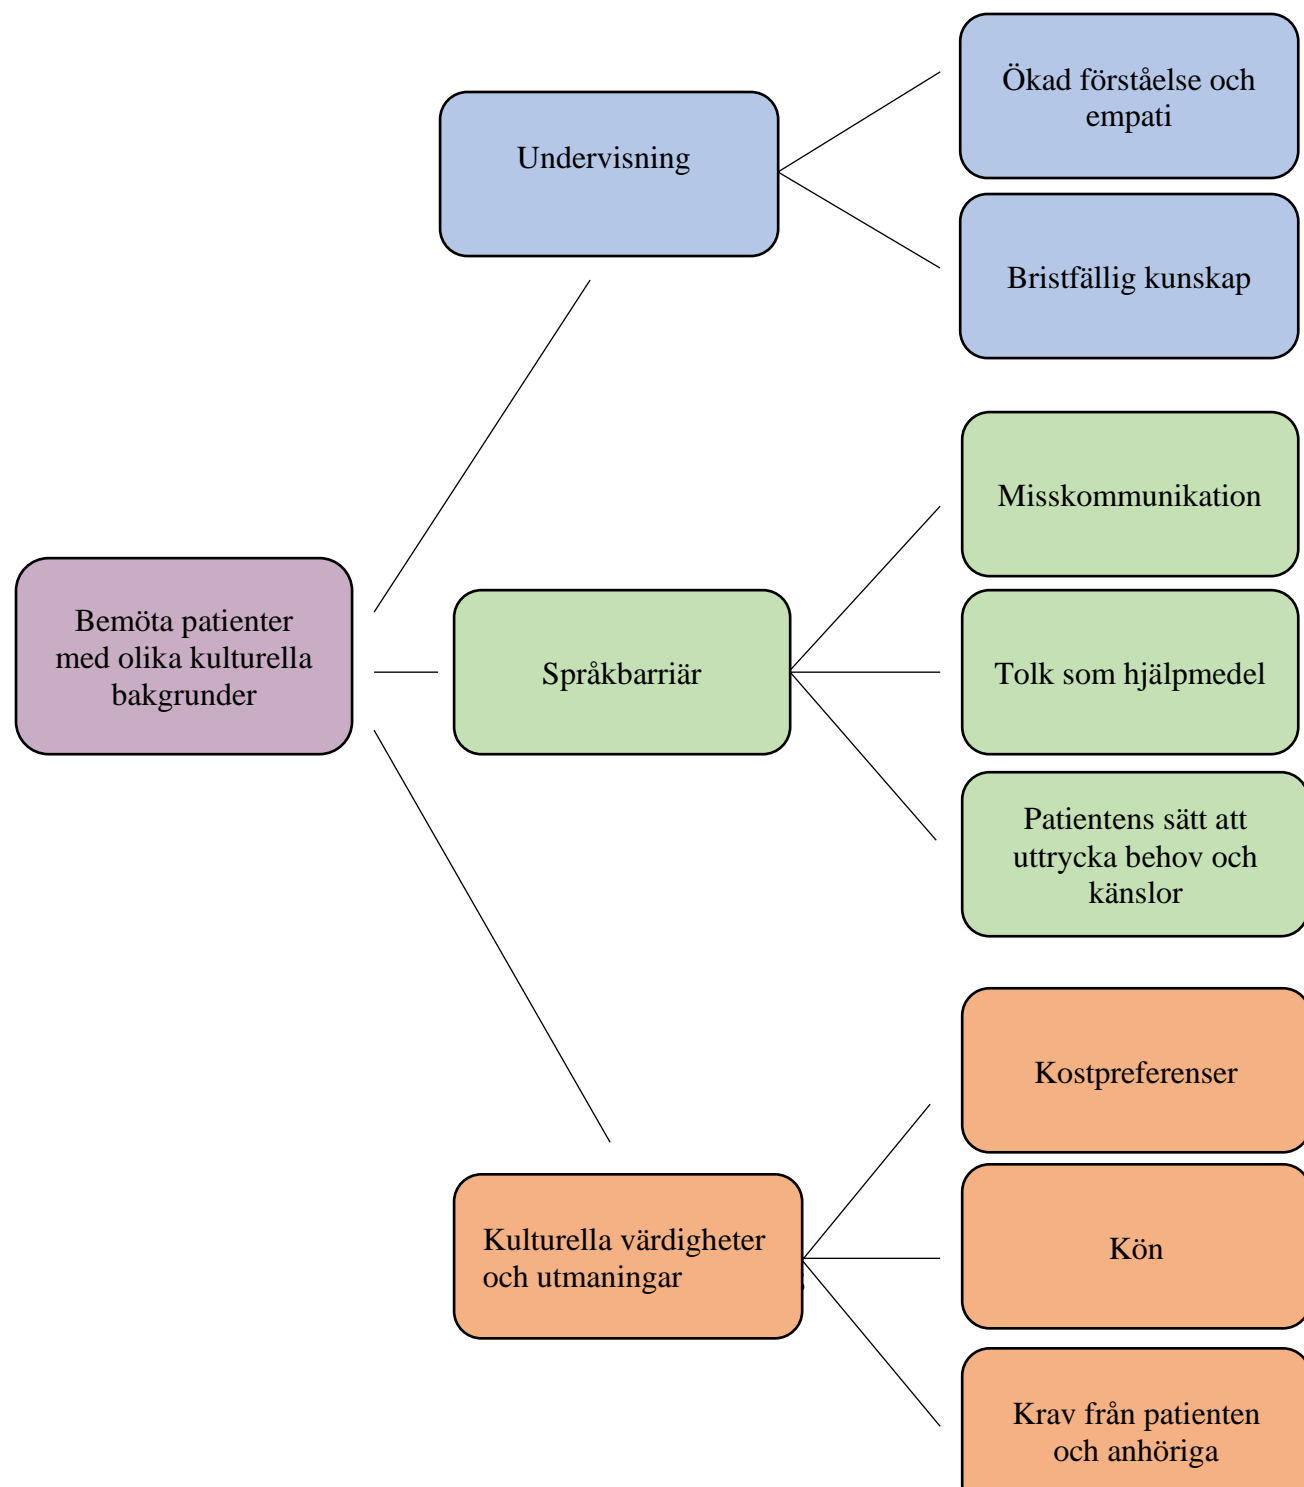 Bemöta patienter
med olika kulturella
bakgrunder
Undervisning
Ökad förståelse och
empati
Bristfällig kunskap
Språkbarriär
Misskommunikation
Tolk som hjälpmedel
Patientens sätt att
uttrycka behov och
känslor
Kulturella värdigheter
och utmaningar
Kostpreferenser
Kön
Krav från patienten
och anhöriga